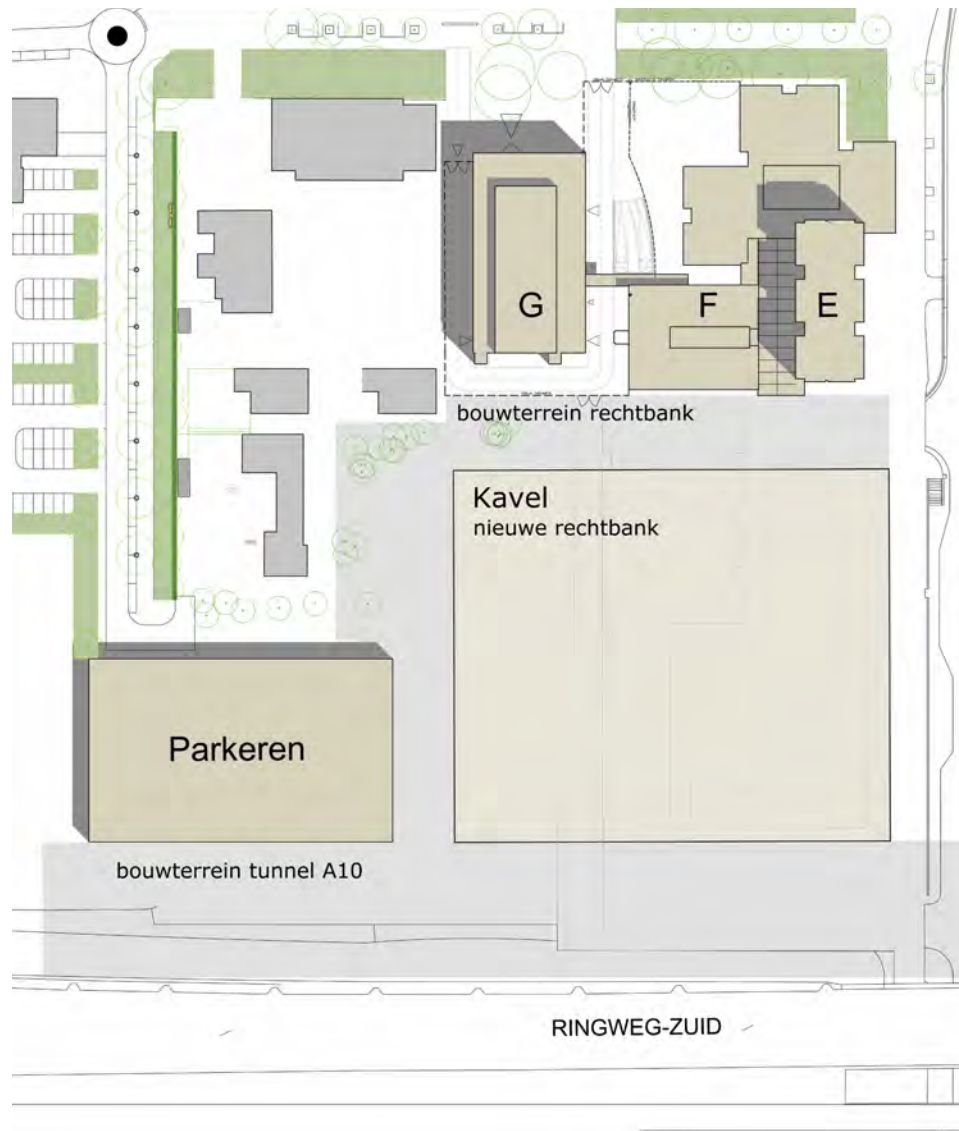 G
F
E
bouwterrein rechtbank
Kavel
nieuwe rechtbank
Parkeren
bouwterrein tunnel A10
RINGWEG-ZUID